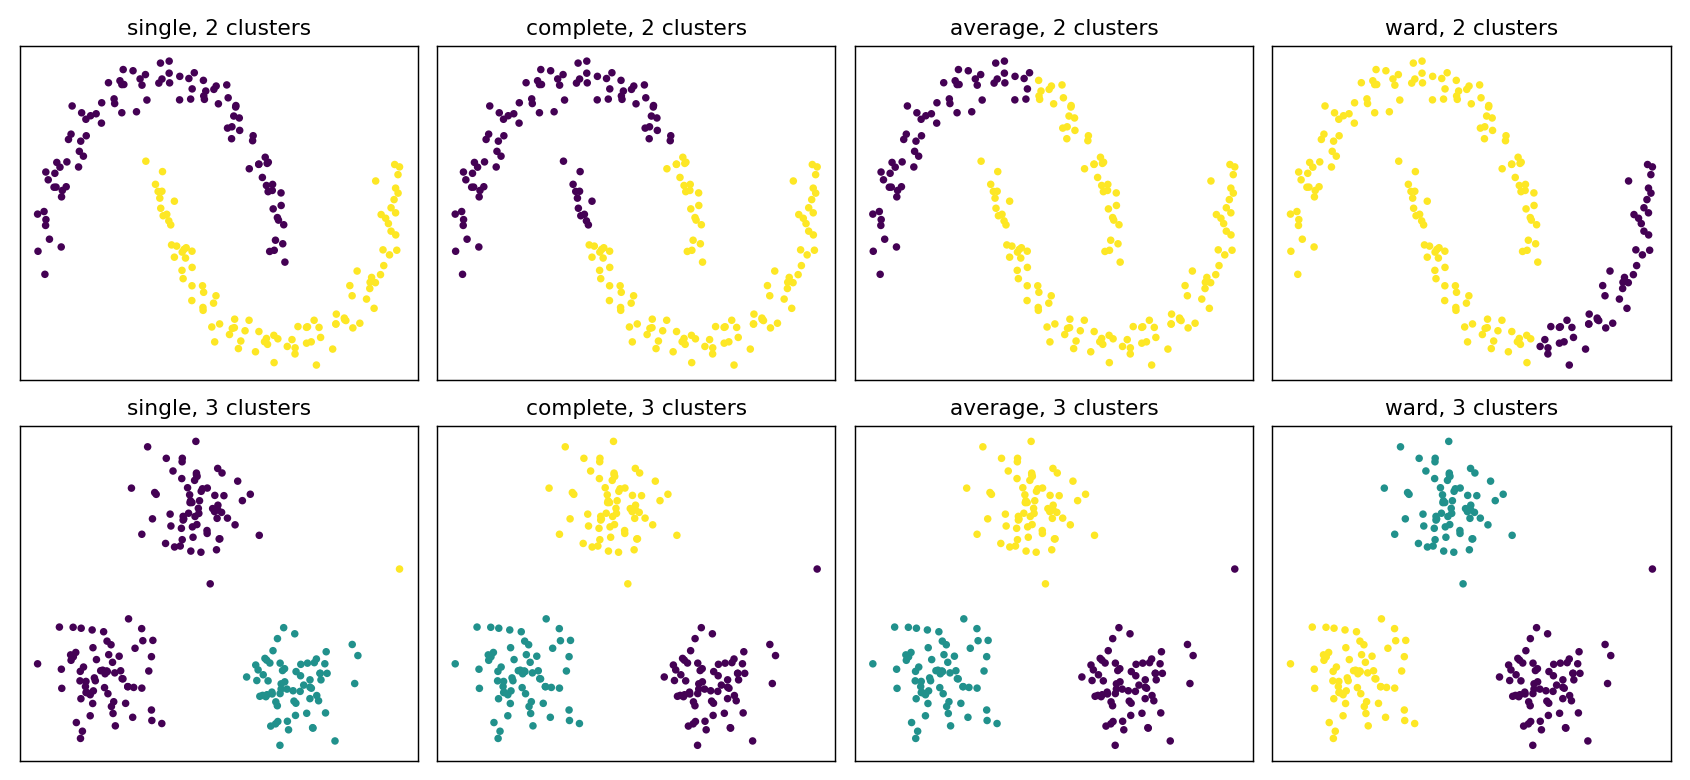 single, 2 clusters
complete, 2 clusters
average, 2 clusters
ward, 2 clusters
single, 3 clusters
complete, 3 clusters
average, 3 clusters
ward, 3 clusters